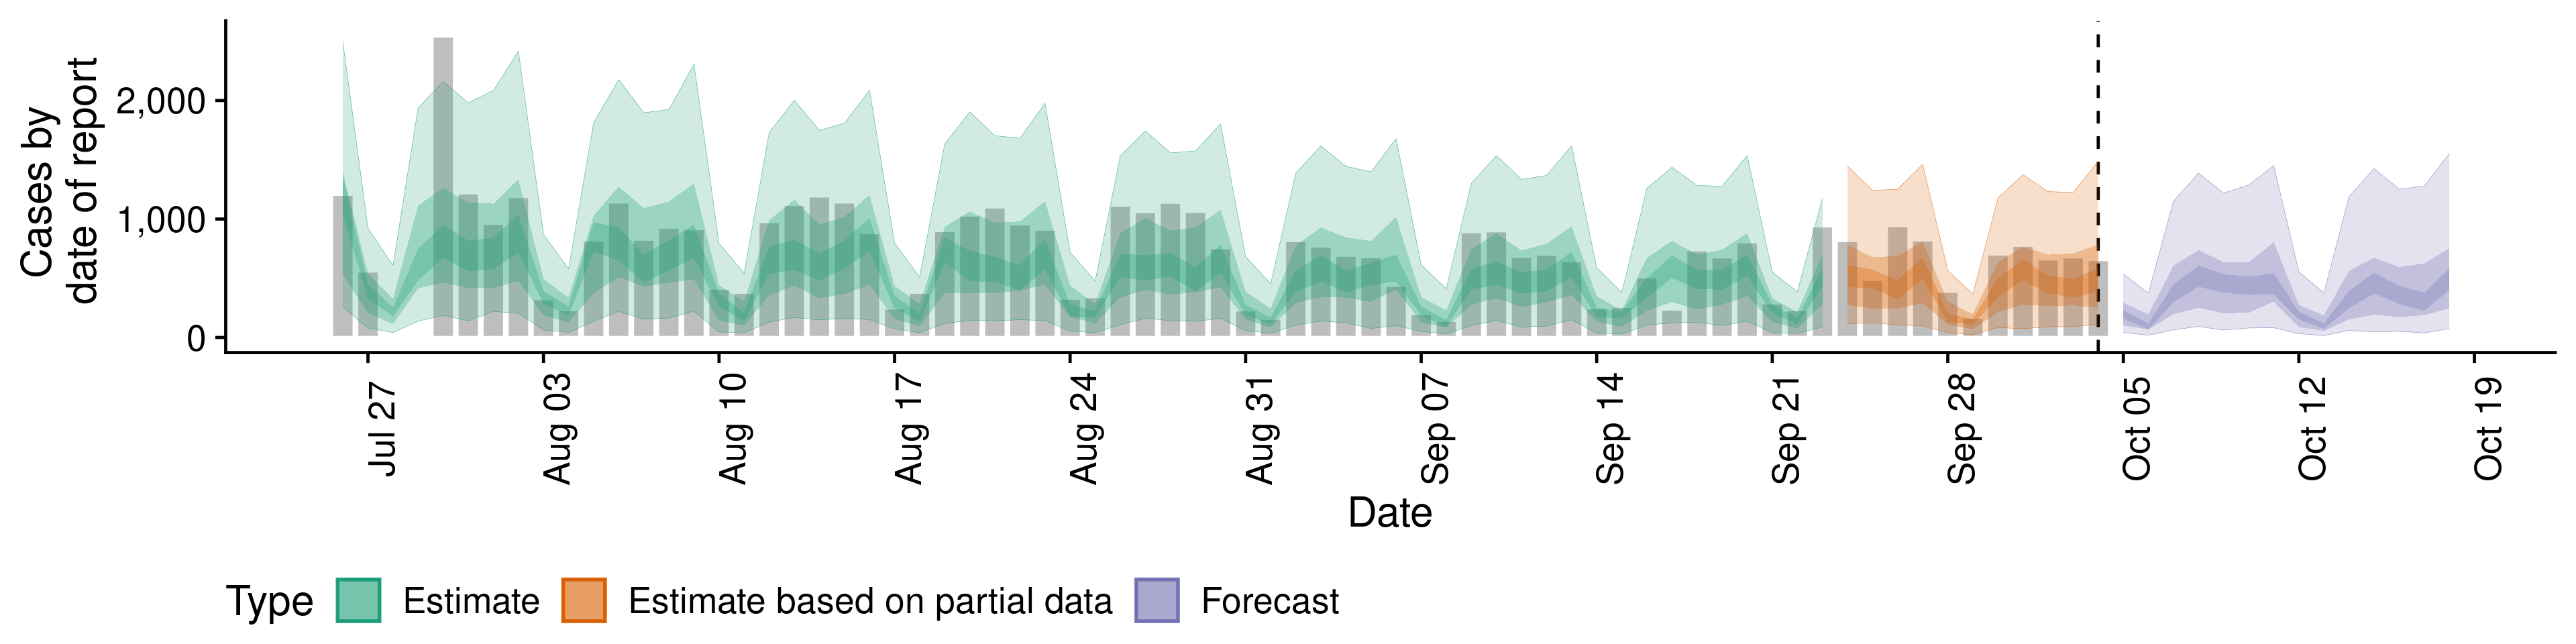 Cases by
date of report
2,000
1,000
0
Jul 27
Aug 03
Aug 10
Aug 17
Aug 24
Aug 31
Sep 07
Sep 14
Sep 21
Sep 28
Oct 05
Oct 12
Oct 19
Date
Type Estimate Estimate based on partial data Forecast